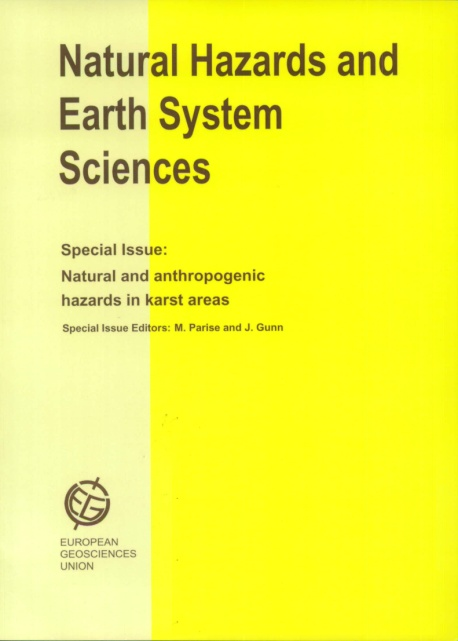 Natural Hazards and
Earth System
Sciences
Special Issue:
Natural and anthropogenic
hazards in karst areas
Special Issue Editors: M. Parise and J. Gunn
EG
EUROPEAN
GEOSCIENCES
UNION